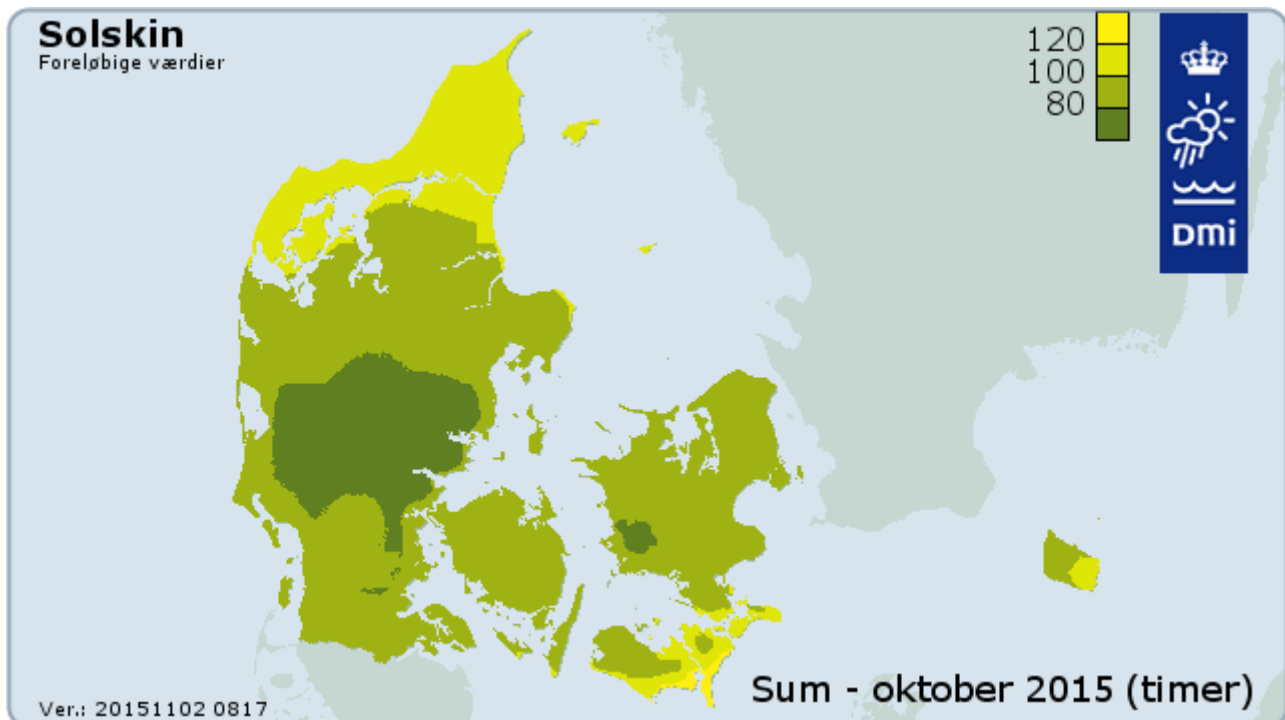 Solskin
Foreløbige værdier
120
100
80
DMI
Sum - oktober 2015 (timer)
Ver.: 20151102 0817